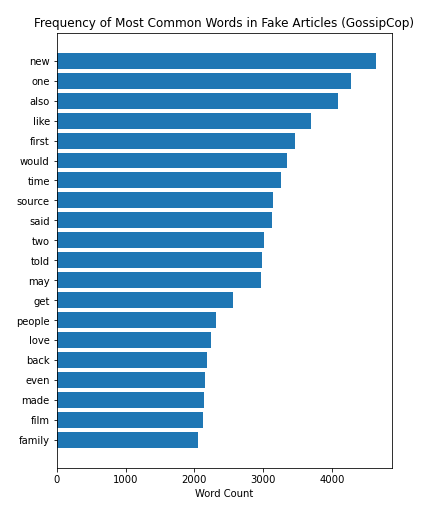 Frequency of Most Common Words in Fake Articles (GossipCop)
new
one
also
like
first
would
time
source
said
two
told
may
get
people
love
back
even
made
film
family
0 1000 2000 3000 4000
Word Count